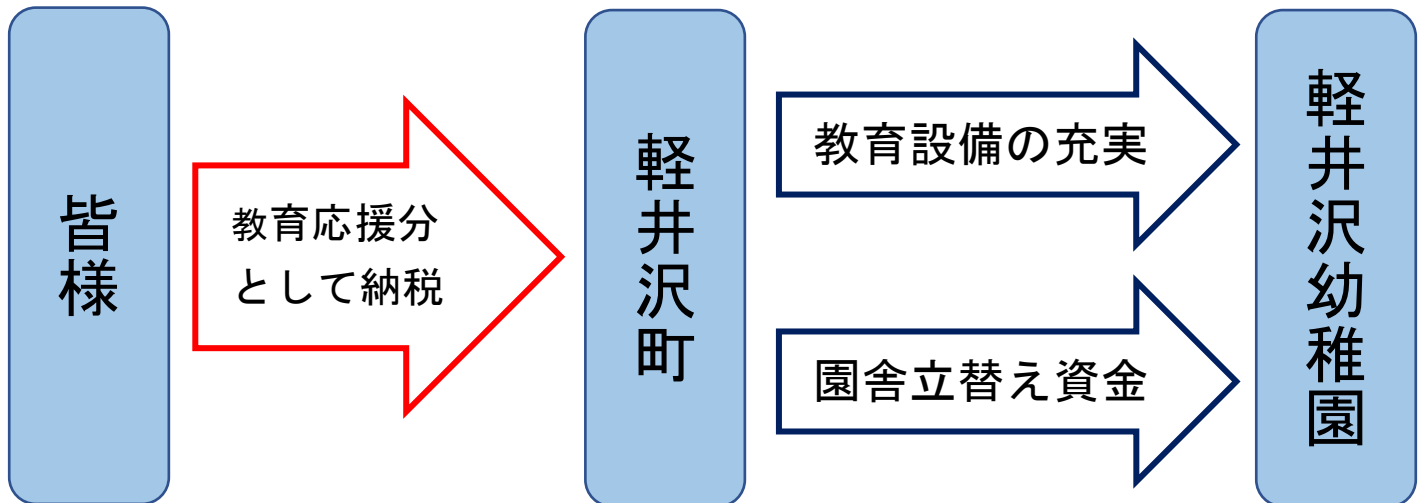 皆様
教育応援分
として納税
軽井沢町
教育設備の充実
園舎立替え資金
軽井沢幼稚園